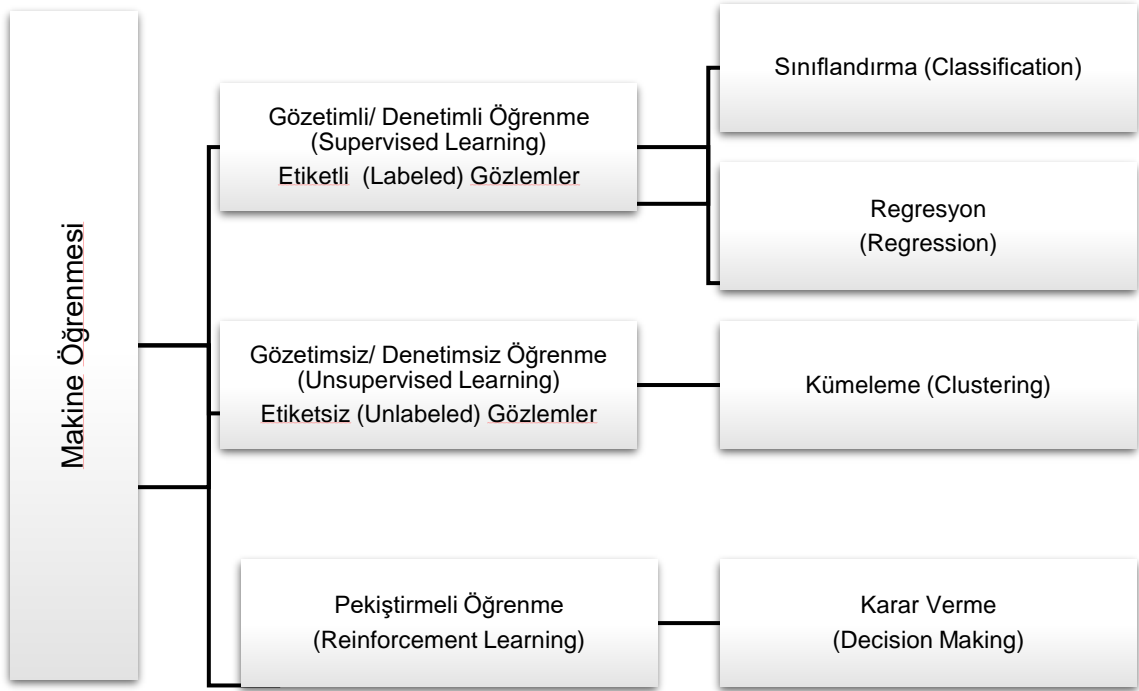 Makine Öğrenmesi
Gözetimli/ Denetimli Öğrenme
(Supervised Learning)
Etiketli (Labeled) Gözlemler
Sınıflandırma (Classification)
Regresyon
(Regression)
Gözetimsiz/ Denetimsiz Öğrenme
(Unsupervised Learning)
Etiketsiz (Unlabeled) Gözlemler
Kümeleme (Clustering)
Pekiştirmeli Öğrenme
(Reinforcement Learning)
Karar Verme
(Decision Making)